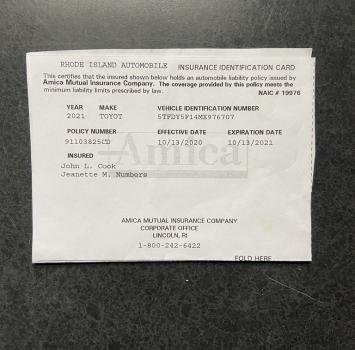 RHODE ISLAND AUTOMOBILE INSURANCE IDENTIFICATION CARD
This certifies that the insured shown below holds an automobile liability policy issued by
Amica Mutual Insurance Company. The coverage provided by this policy meets the
minimum liability limits prescribed by law. NAIC # 19976
YEAR MAKE VEHICLE IDENTIFICATION NUMBER
2021 TOYOT 5TFDY5F14MX976707
POLICY NUMBER EFFECTIVE DATE EXPIRATION DATE
91103825CD 10/13/2020 10/13/2021
Amica
INSURED
John L. Cook
Jeanette M. Numbers
AMICA MUTUAL INSURANCE COMPANY
CORPORATE OFFICE
LINCOLN, RI
1-800-242-6422
FOLD HERE